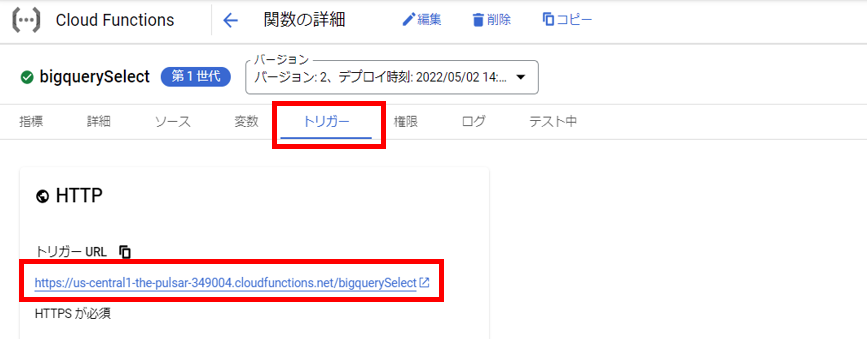 Cloud Functions
関数の詳細
編集
削除
コピー
bigquerySelect
第 1 世代
バージョン
バージョン: 2、デプロイ時刻: 2022/05/02 14:...
指標
詳細
ソース
変数
トリガー
権限
ログ
テスト中
HTTP
トリガー URL
https://us-central1-the-pulsar-349004.cloudfunctions.net/bigquerySelect
HTTPS が必須